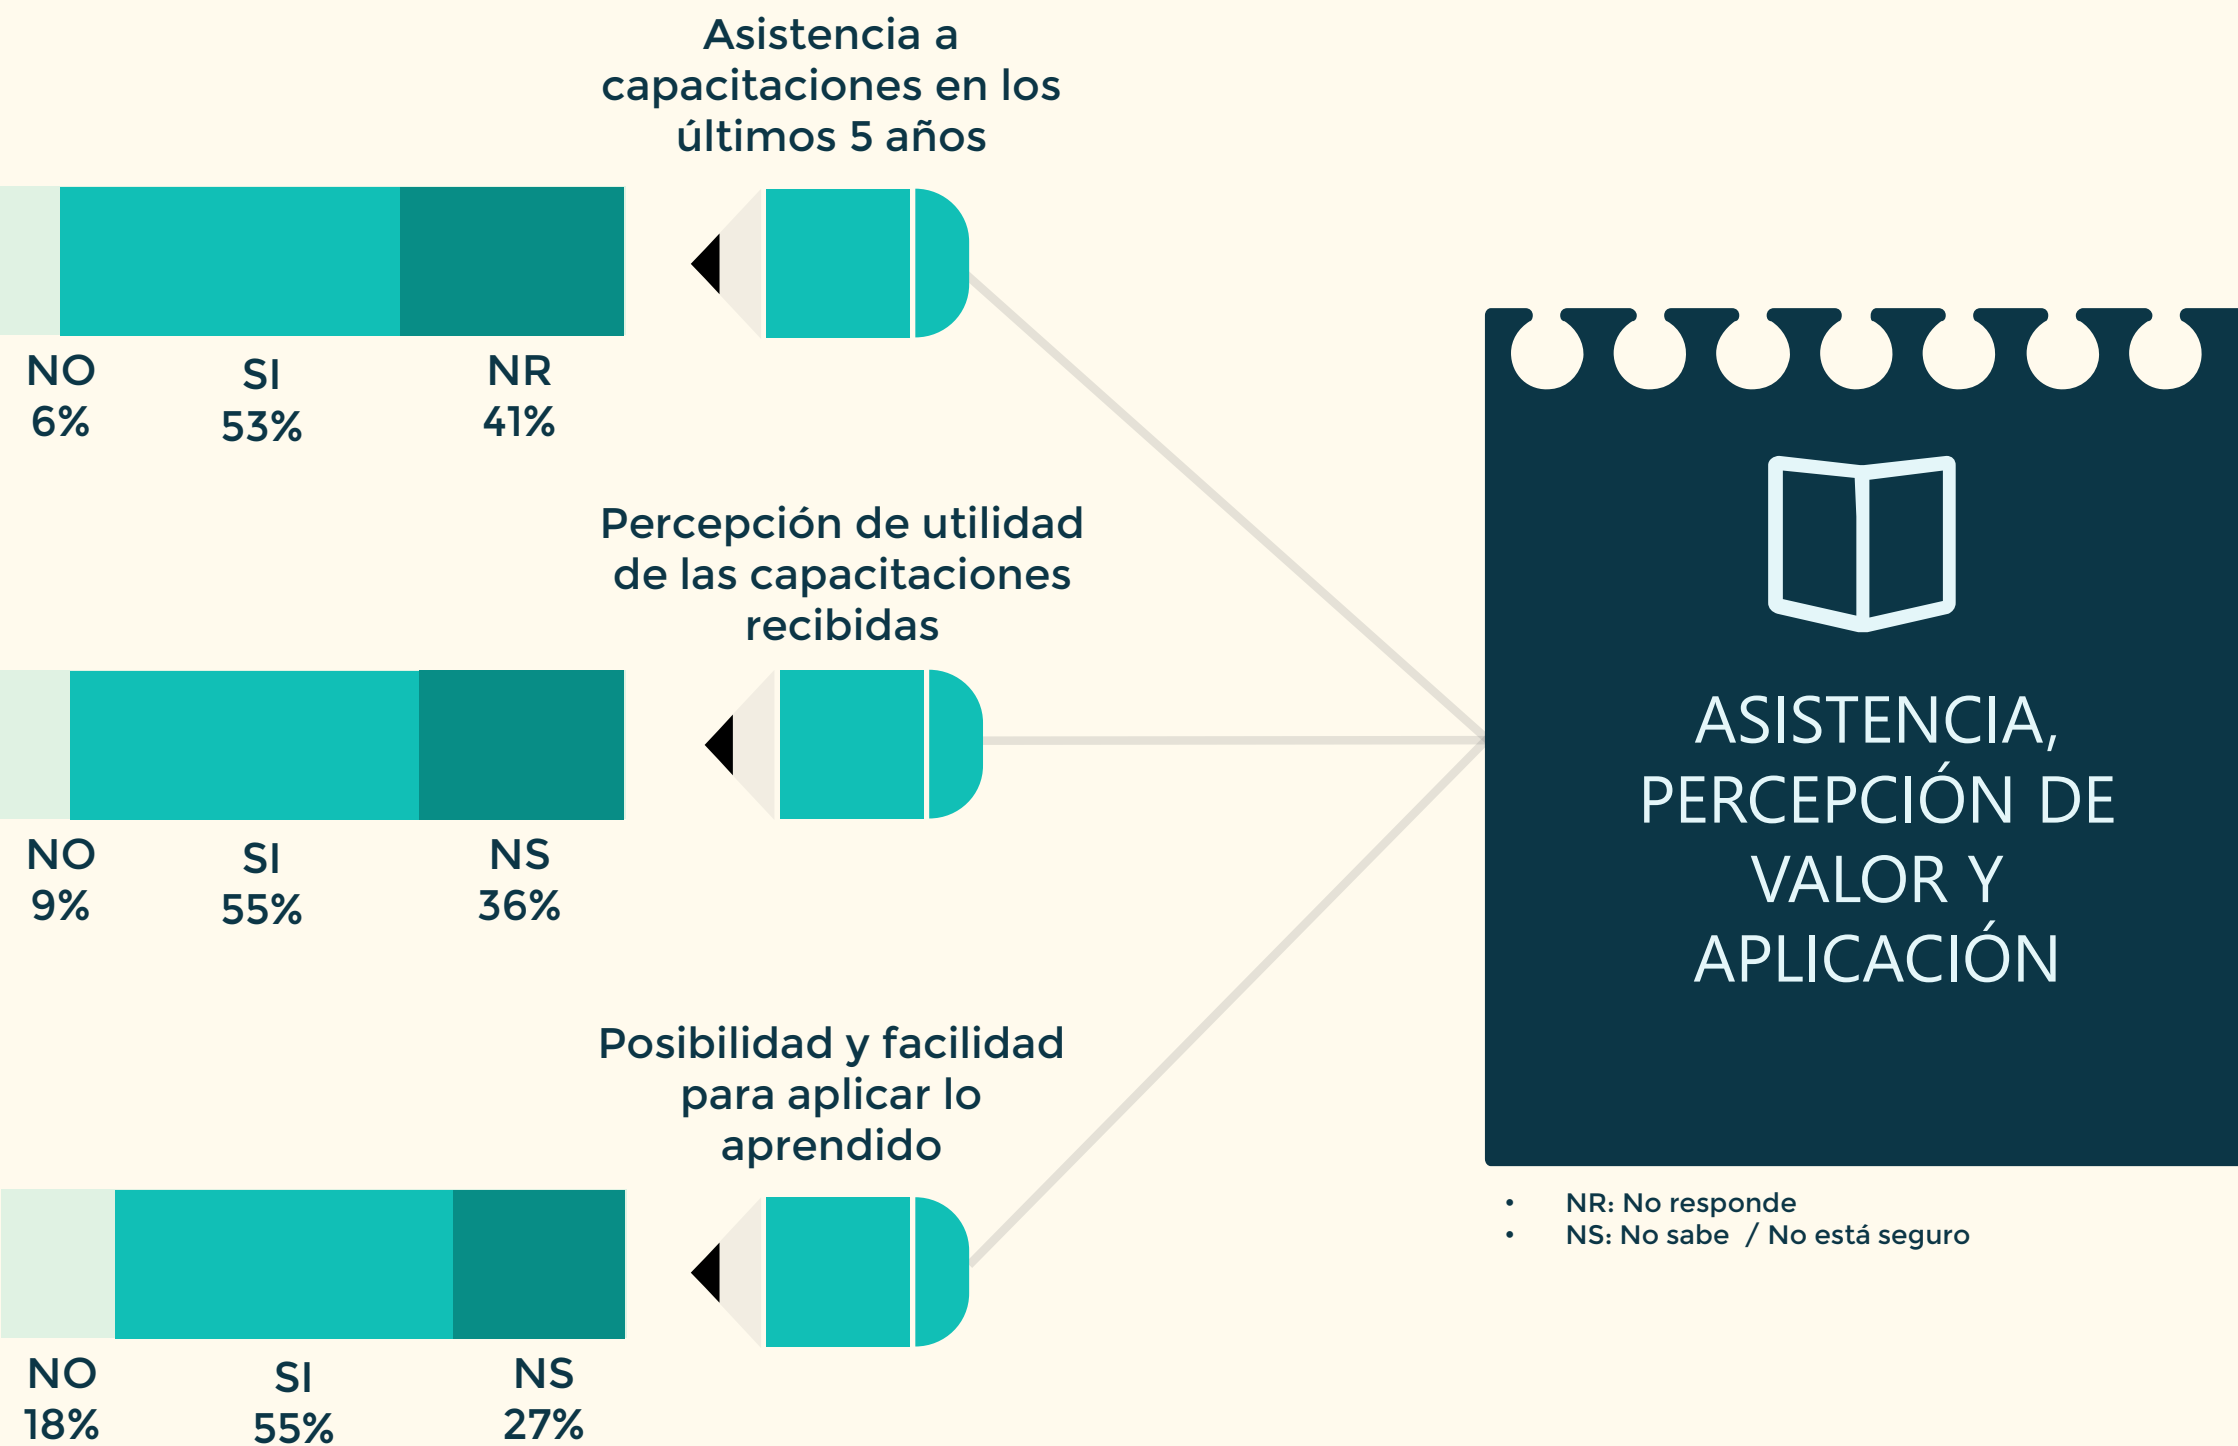 Asistencia a
capacitaciones en los
últimos 5 años
NO
6%
SI
53%
NR
41%
Percepción de utilidad
de las capacitaciones
recibidas
NO
9%
SI
55%
NS
36%
Posibilidad y facilidad
para aplicar lo
aprendido
NO
18%
SI
55%
NS
27%
ASISTENCIA,
PERCEPCIÓN DE
VALOR Y
APLICACIÓN
• NR: No responde
• NS: No sabe / No está seguro